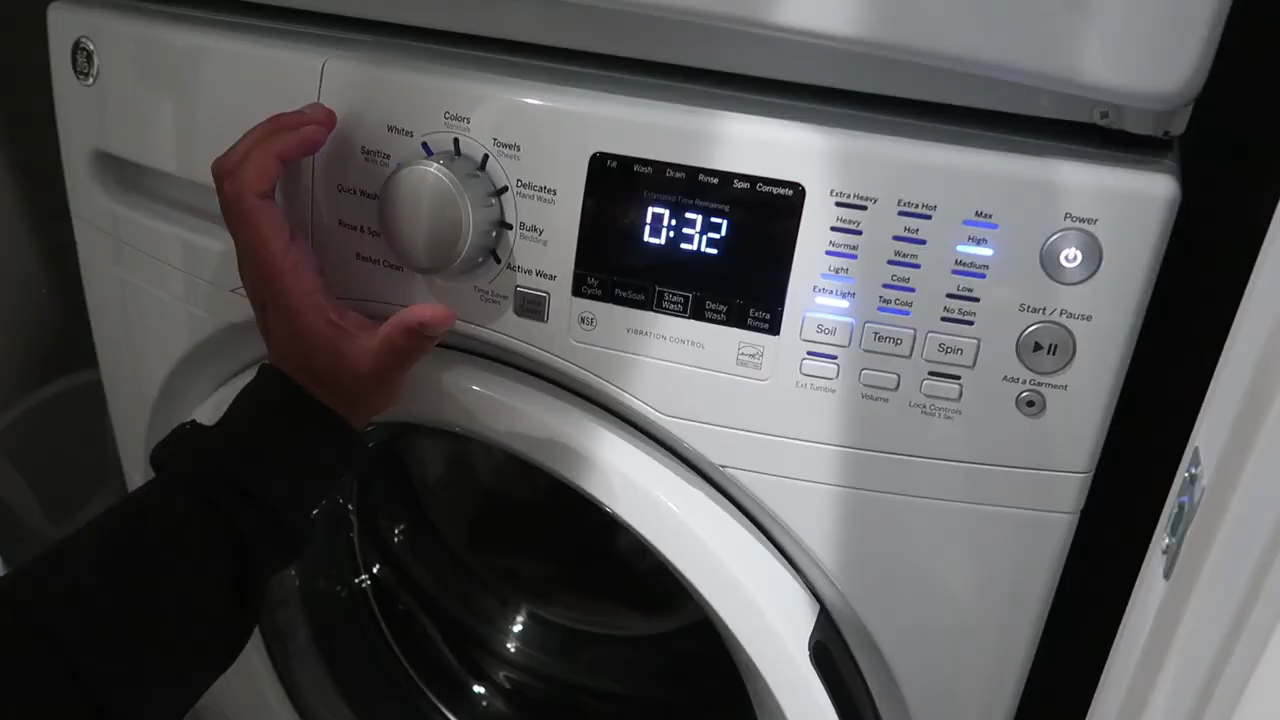 GE
Colors
Normals
Whites
Towels
Sheets
Sanitize
With Oxi
Delicates
Hand Wash
Quick Wash
Bulky
Bedding
Rinse & Spi
Active Wear
Basket Clean
Time Saver
Cycles
Time
Saver
Fill
Wash
Drain
Rinse
Spin
Complete
Estimated Time Remaining
0:32
My
Cycle
PreSoak
Stain
Wash
Delay
Wash
Extra
Rinse
NSF
VIBRATION CONTROL
Extra Heavy
Heavy
Normal
Light
Extra Light
Soil
Ext Tumble
Extra Hot
Hot
Warm
Cold
Tap Cold
Temp
Volume
Max
High
Medium
Low
No Spin
Spin
Lock Controls
Hold 3 Sec
Power
Start / Pause
Add a Garment